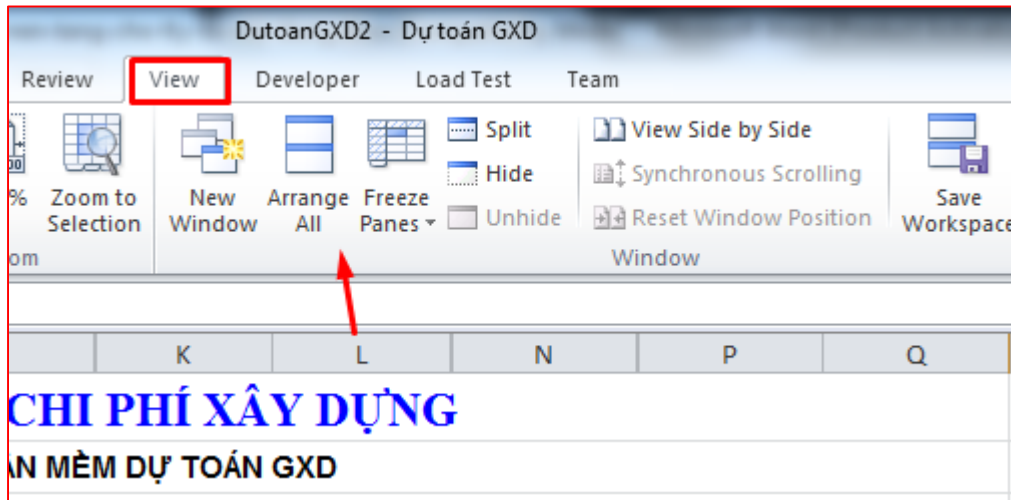 DutoanGXD2 - Dự toán GXD
Review View Developer Load Test Team
Split View Side by Side
Hide Synchronous Scrolling
% Zoom to New Arrange Freeze Save
Selection Window All Panes Unhide Reset Window Position Workspace
Window
K L N P Q
CHI PHÍ XÂY DỰNG
MỀM DỰ TOÁN GXD